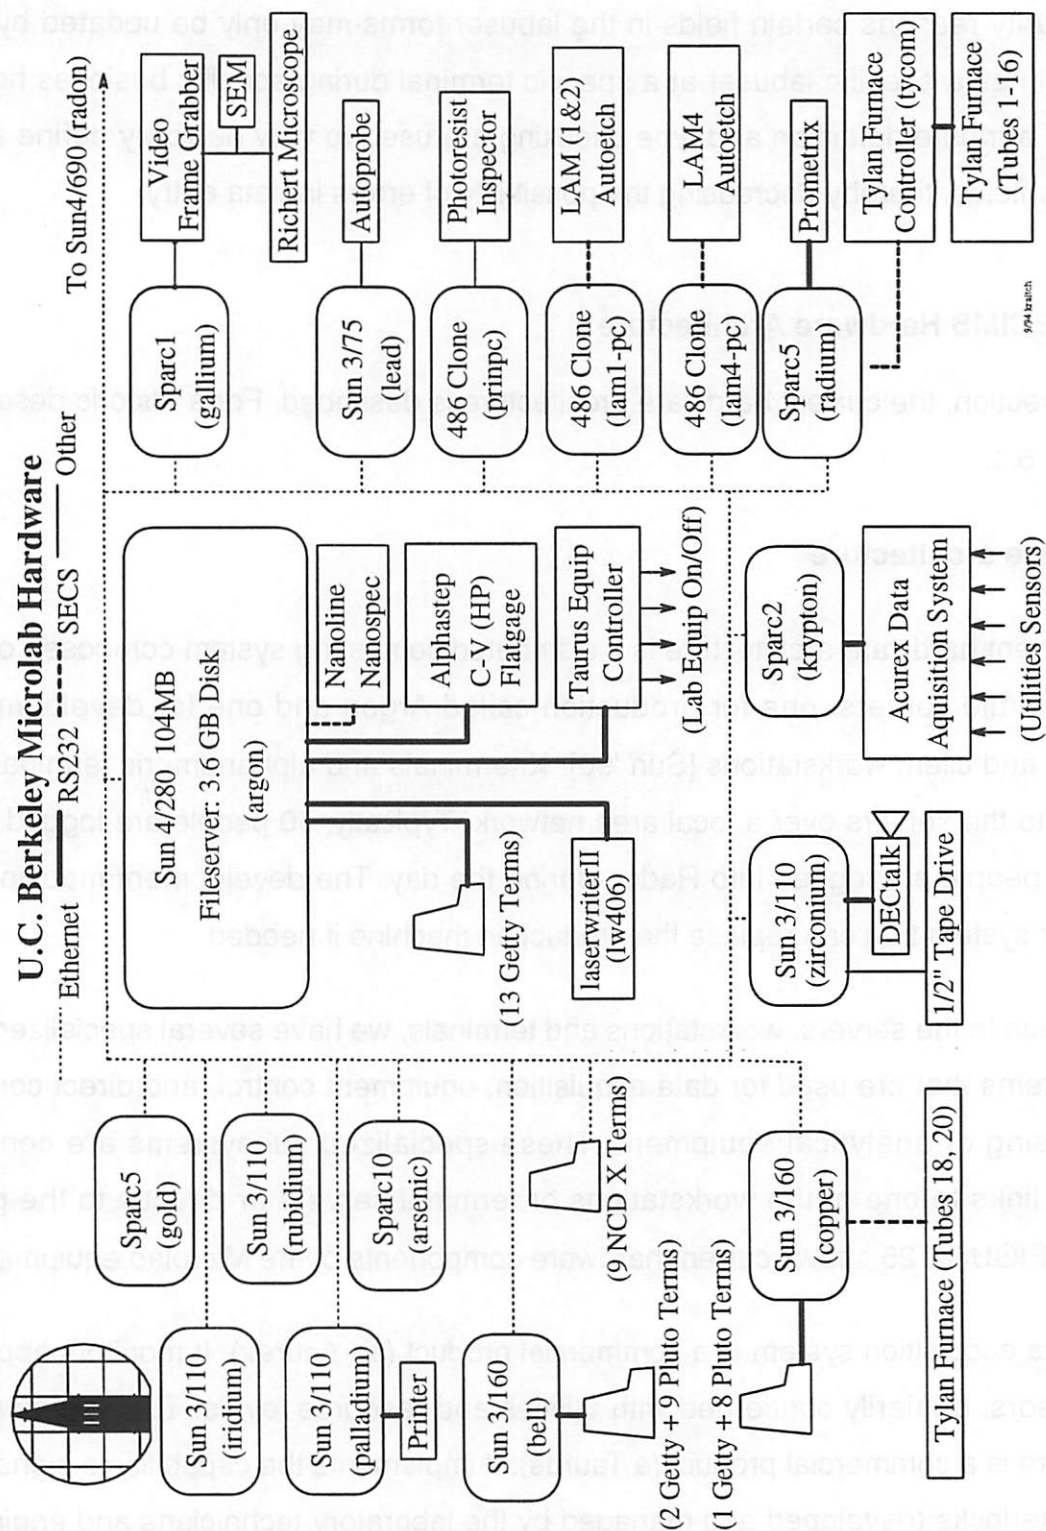 U.C. Berkeley Microlab Hardware
Ethernet
RS232
SECS
Other
To Sun4/690 (radon)
Sun 3/110
(iridium)
Sun 3/110
(palladium)
Printer
Sun 3/160
(bell)
(2 Getty +9 Pluto Terms)
(1 Getty +8 Pluto Terms)
Sparc5
(gold)
Sun 3/110
(rubidium)
Sparc10
(arsenic)
(9 NCD X Terms)
Sun 3/160
(copper)
Tylan Furnace (Tubes 18, 20)
Sun 4/280 104MB
Fileserver: 3.6 GB Disk
(argon)
(13 Getty Terms)
laserwriterII
(lw406)
Nanoline
Nanospec
Alphastep
C-V (HP)
Flatgage
Taurus Equip
Controller
(Lab Equip On/Off)
Sun 3/110
(zirconium)
DECtalk
1/2" Tape Drive
Sparc2
(krypton)
Acurex Data
Aquisition System
(Utilities Sensors)
Sparc1
(gallium)
Video
Frame Grabber
SEM
Richert Microscope
Sun 3/75
(lead)
Autoprobe
486 Clone
(prinpc)
Photoresist
Inspector
486 Clone
(lam1-pc)
LAM 1&2
Autoetch
486 Clone
(lam4-pc)
LAM4
Autoetch
Sparc5
(radium)
Prometrix
Tylan Furnace
Controller (tycom)
Tylan Furnace
(Tubes 1-16)